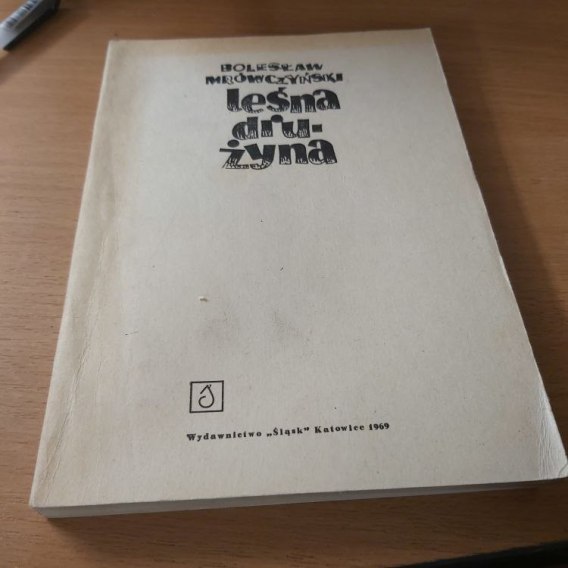 BOLESŁAW
MRÓWCZYŃSKI
leśna
dru-
żyna
Wydawnictwo „Śląsk” Katowice 1969